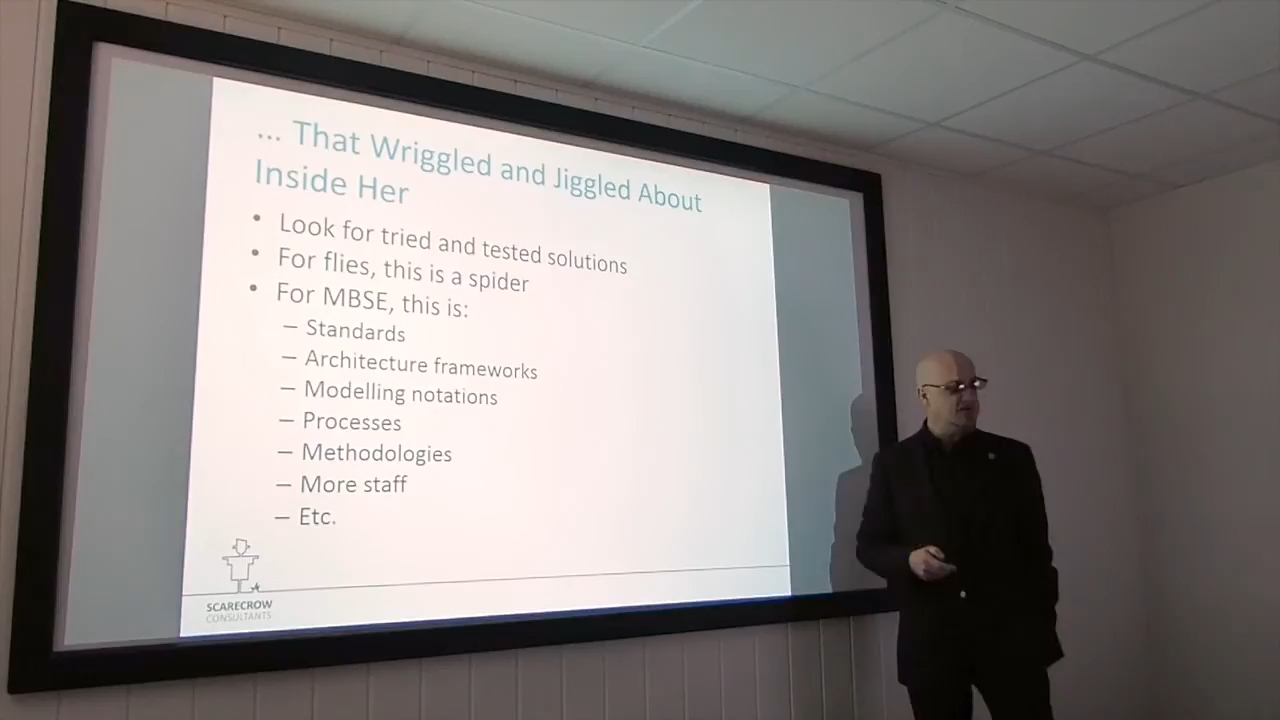 ... That Wriggled and Jiggled About
Inside Her
• Look for tried and tested solutions
• For flies, this is a spider
• For MBSE, this is:
– Standards
– Architecture frameworks
– Modelling notations
– Processes
– Methodologies
– More staff
– Etc.
SCARECROW
CONSULTANTS